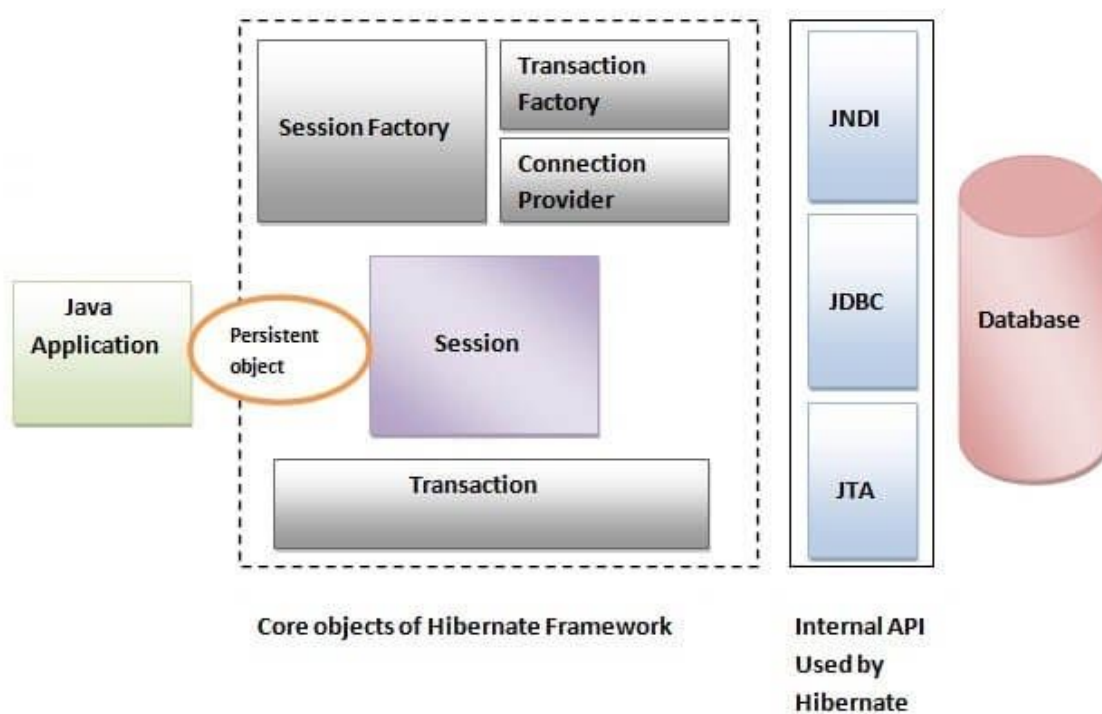 Session Factory
Transaction
Factory
Connection
Provider
JNDI
Java
Application
Persistent
object
Session
JDBC
Database
Transaction
JTA
Core objects of Hibernate Framework
Internal API
Used by
Hibernate